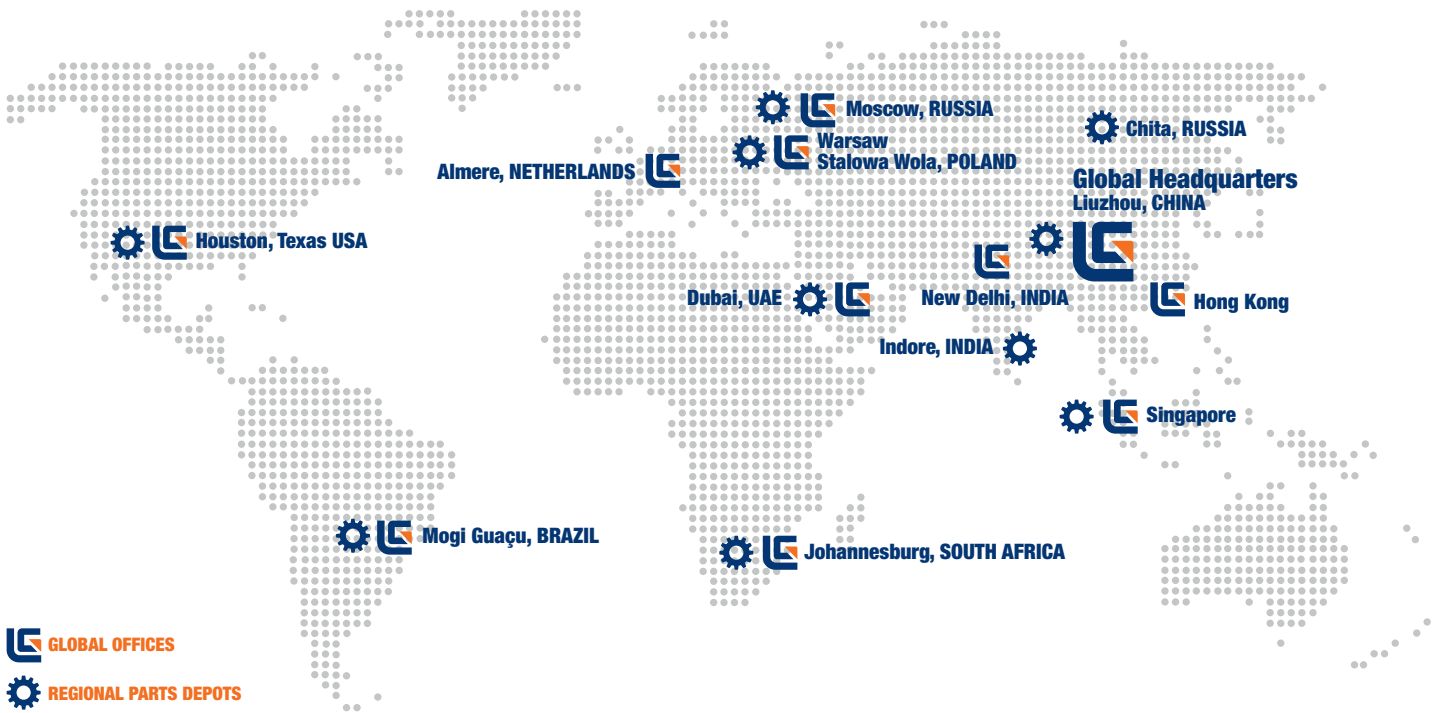 Moscow, RUSSIA
Chita, RUSSIA
Warsaw
Stalowa Wola, POLAND
Almere, NETHERLANDS
Global Headquarters
Liuzhou, CHINA
Houston, Texas USA
Dubai, UAE
New Delhi, INDIA
Hong Kong
Indore, INDIA
Singapore
Mogi Guaçu, BRAZIL
Johannesburg, SOUTH AFRICA
GLOBAL OFFICES
REGIONAL PARTS DEPOTS